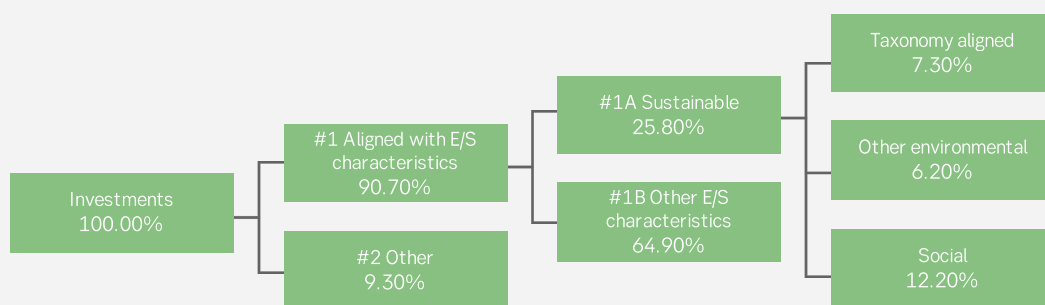 Investments
100.00%
#1 Aligned with E/S
characteristics
90.70%
#2 Other
9.30%
#1A Sustainable
25.80%
#1B Other E/S
characteristics
64.90%
Taxonomy aligned
7.30%
Other environmental
6.20%
Social
12.20%